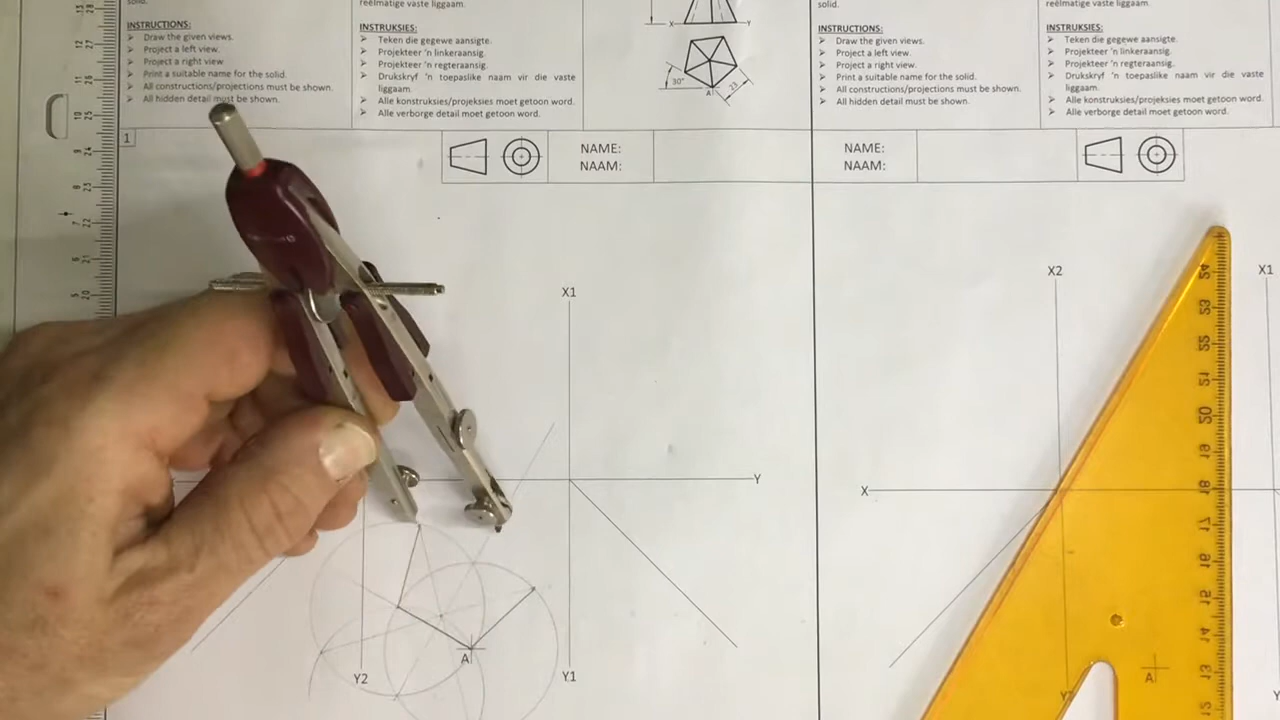 solid.
INSTRUCTIONS:
➢ Draw the given views.
➢ Project a left view.
➢ Project a right view
➢ Print a suitable name for the solid.
➢ All constructions/projections must be shown.
➢ All hidden detail must be shown.
reëlmatige vaste liggaam.
INSTRUKSIES:
➢ Teken die gegewe aansigte.
➢ Projekteer 'n linkeraansig.
➢ Projekteer 'n regteraansig.
➢ Drukskryf 'n toepaslike naam vir die vaste
liggaam.
➢ Alle konstruksies/projeksies moet getoon word.
➢ Alle verborge detail moet getoon word.
X
Y
30°
A
23
solid.
INSTRUCTIONS:
➢ Draw the given views.
➢ Project a left view.
➢ Project a right view.
➢ Print a suitable name for the solid.
➢ All constructions/projections must be shown.
➢ All hidden detail must be shown.
reëlmatige vaste liggaam.
INSTRUKSIES:
➢ Teken die gegewe aansigte.
➢ Projekteer 'n linkeraansig.
➢ Projekteer 'n regteraansig.
➢ Drukskryf 'n toepaslike naam vir die vaste
liggaam.
➢ Alle konstruksies/projeksies moet getoon word.
➢ Alle verborge detail moet getoon word.
1
NAME:
NAAM:
NAME:
NAAM:
X1
Y
A
Y2
Y1
X2
X1
X
A